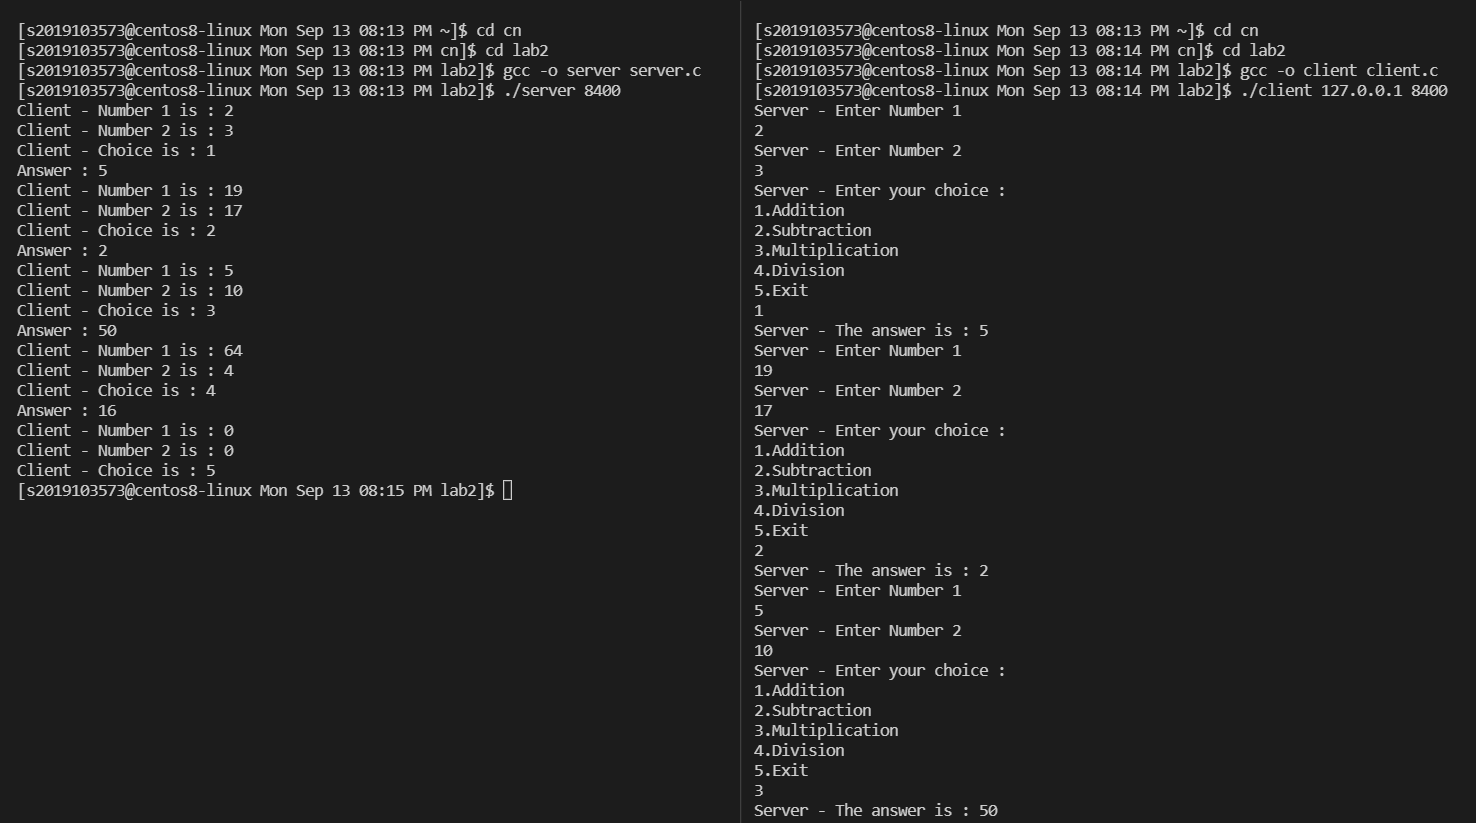 [s2019103573@centos8-linux Mon Sep 13 08:13 PM ~]$ cd cn
[s2019103573@centos8-linux Mon Sep 13 08:13 PM cn]$ cd lab2
[s2019103573@centos8-linux Mon Sep 13 08:13 PM lab2]$ gcc -o server server.c
[s2019103573@centos8-linux Mon Sep 13 08:13 PM lab2]$ ./server 8400
Client - Number 1 is : 2
Client - Number 2 is : 3
Client - Choice is : 1
Answer : 5
Client - Number 1 is : 19
Client - Number 2 is : 17
Client - Choice is : 2
Answer : 2
Client - Number 1 is : 5
Client - Number 2 is : 10
Client - Choice is : 3
Answer : 50
Client - Number 1 is : 64
Client - Number 2 is : 4
Client - Choice is : 4
Answer : 16
Client - Number 1 is : 0
Client - Number 2 is : 0
Client - Choice is : 5
[s2019103573@centos8-linux Mon Sep 13 08:15 PM lab2]$
[s2019103573@centos8-linux Mon Sep 13 08:13 PM ~]$ cd cn
[s2019103573@centos8-linux Mon Sep 13 08:14 PM cn]$ cd lab2
[s2019103573@centos8-linux Mon Sep 13 08:14 PM lab2]$ gcc -o client client.c
[s2019103573@centos8-linux Mon Sep 13 08:14 PM lab2]$ ./client 127.0.0.1 8400
Server - Enter Number 1
2
Server - Enter Number 2
3
Server - Enter your choice :
1.Addition
2.Subtraction
3.Multiplication
4.Division
5.Exit
1
Server - The answer is : 5
Server - Enter Number 1
19
Server - Enter Number 2
17
Server - Enter your choice :
1.Addition
2.Subtraction
3.Multiplication
4.Division
5.Exit
2
Server - The answer is : 2
Server - Enter Number 1
5
Server - Enter Number 2
10
Server - Enter your choice :
1.Addition
2.Subtraction
3.Multiplication
4.Division
5.Exit
3
Server - The answer is : 50